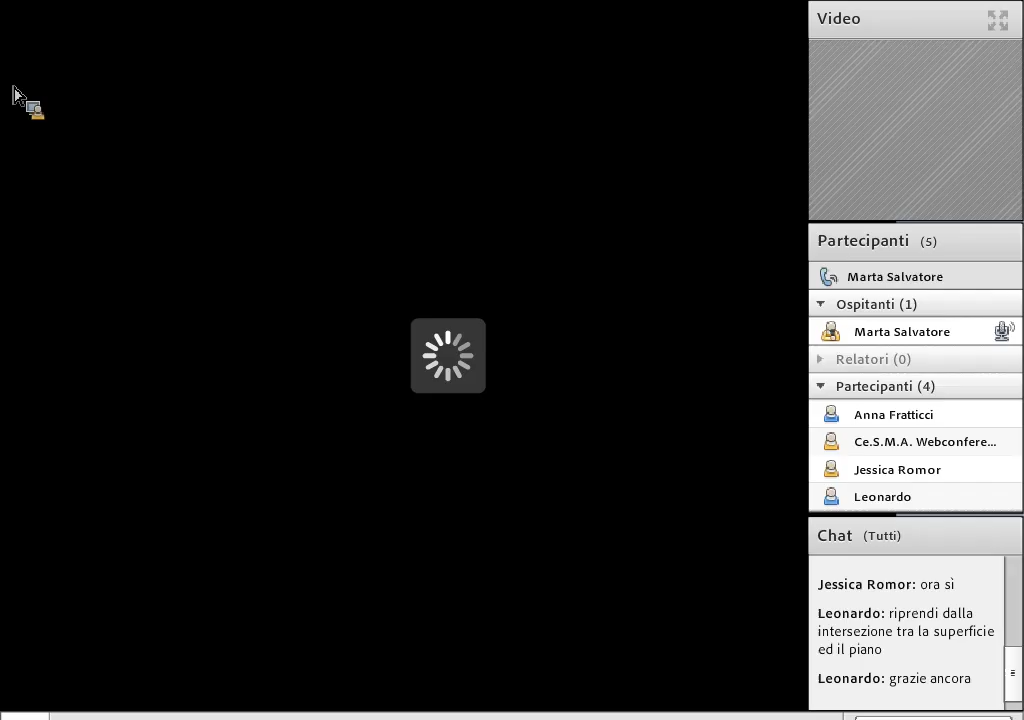 Video
Partecipanti (5)
Marta Salvatore
Ospitanti (1)
Marta Salvatore
Relatori (0)
Partecipanti (4)
Anna Fratticci
Ce.S.M.A. Webconfere...
Jessica Romor
Leonardo
Chat (Tutti)
Jessica Romor: ora sì
Leonardo: riprendi dalla
intersezione tra la superficie
ed il piano
Leonardo: grazie ancora